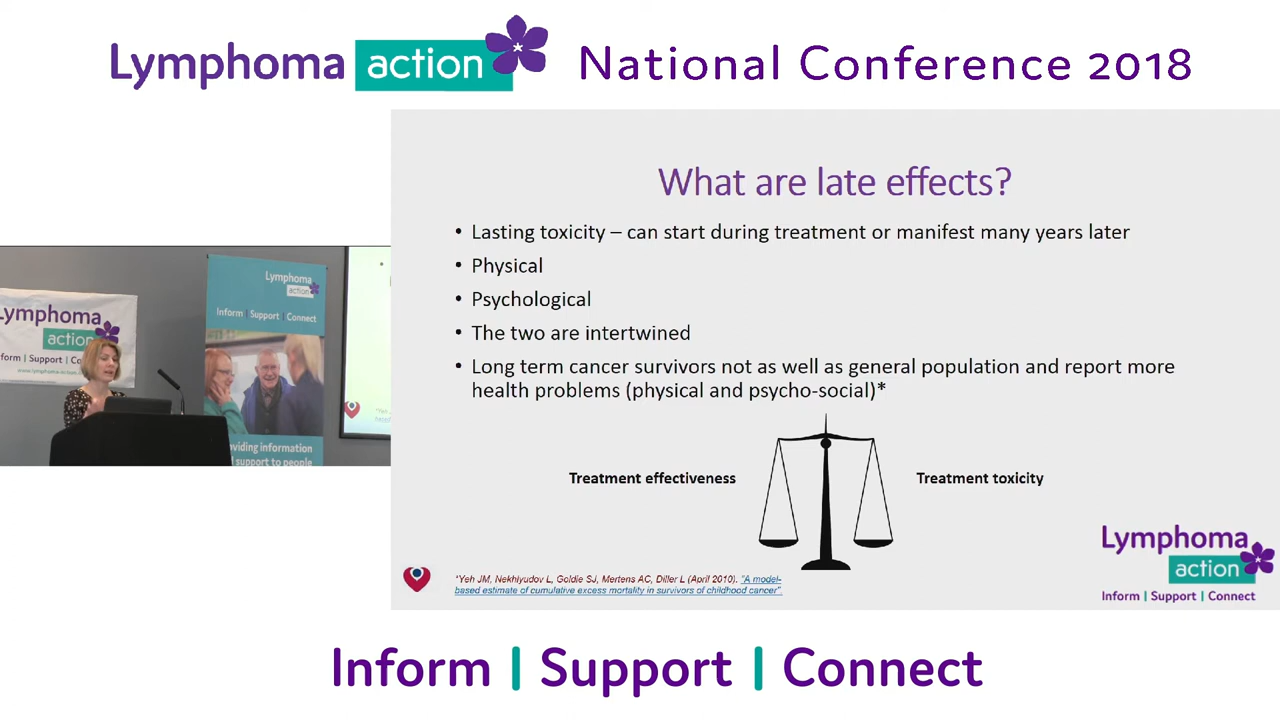 Lymphoma action National Conference 2018
What are late effects?
• Lasting toxicity – can start during treatment or manifest many years later
• Physical
• Psychological
• The two are intertwined
• Long term cancer survivors not as well as general population and report more
health problems (physical and psycho-social)*
Treatment effectiveness
Treatment toxicity
*Yeh JM, Nekhlyudov L, Goldie SJ, Mertens AC, Diller L (April 2010). "A model-
based estimate of cumulative excess mortality in survivors of childhood cancer".
Lymphoma
action
Inform | Support | Connect
Lymphoma
action
Inform | Support | Connect
Lymphoma
action
Inform | Support | Connect
support to people
Inform | Support | Connect